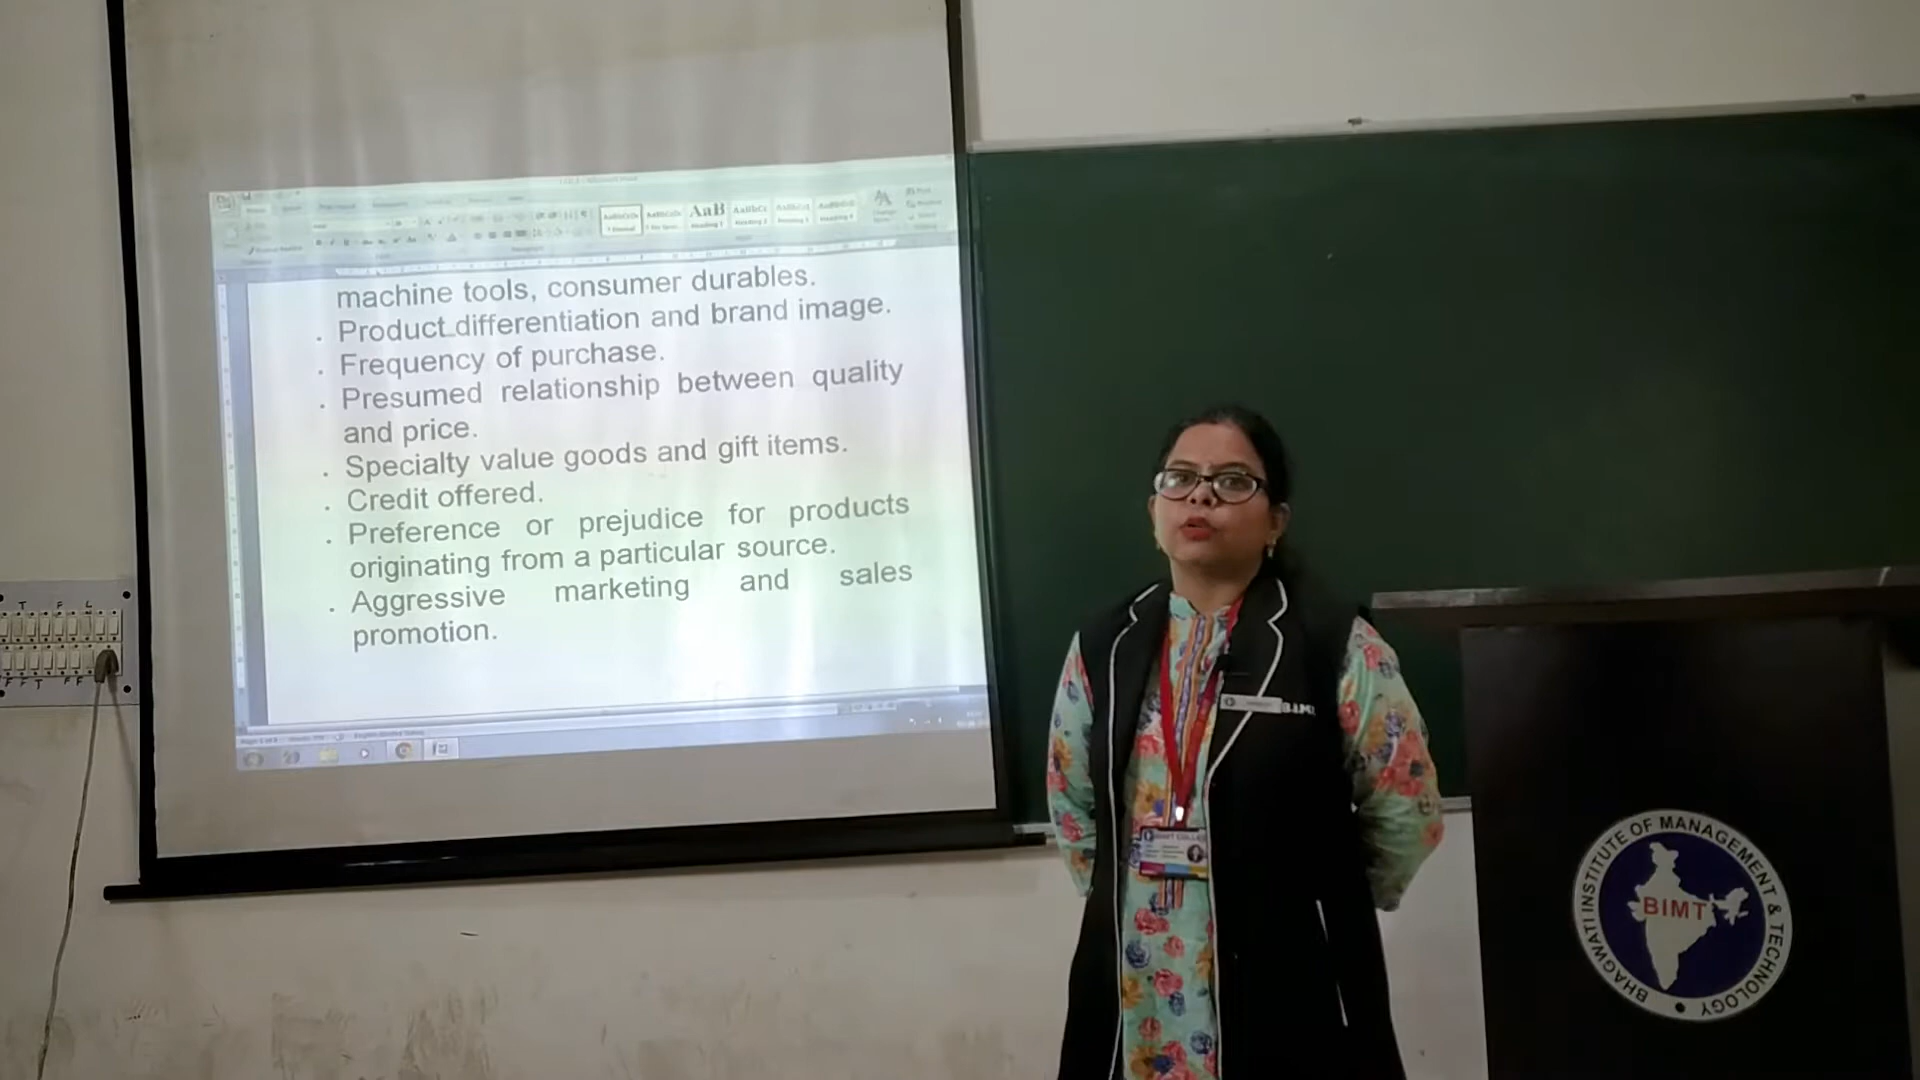 AaB
machine tools, consumer durables.
. Product differentiation and brand image.
. Frequency of purchase.
. Presumed relationship between quality
and price.
. Specialty value goods and gift items.
. Credit offered.
. Preference or prejudice for products
originating from a particular source.
. Aggressive marketing and sales
promotion.
T F L
BHAGWATI INSTITUTE OF MANAGEMENT & TECHNOLOGY
BIMT